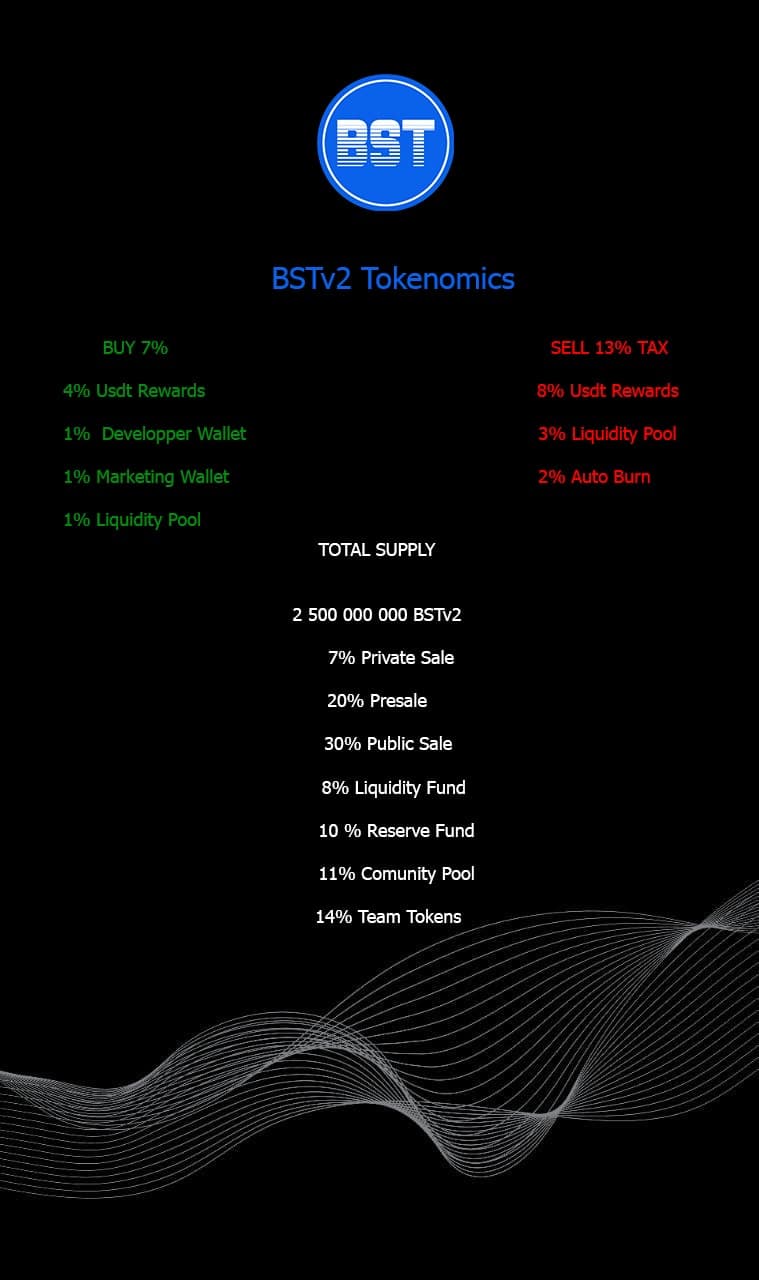 BST
BSTv2 Tokenomics
BUY 7%
4% Usdt Rewards
1% Developper Wallet
1% Marketing Wallet
1% Liquidity Pool
SELL 13% TAX
8% Usdt Rewards
3% Liquidity Pool
2% Auto Burn
TOTAL SUPPLY
2 500 000 000 BSTv2
7% Private Sale
20% Presale
30% Public Sale
8% Liquidity Fund
10 % Reserve Fund
11% Comunity Pool
14% Team Tokens